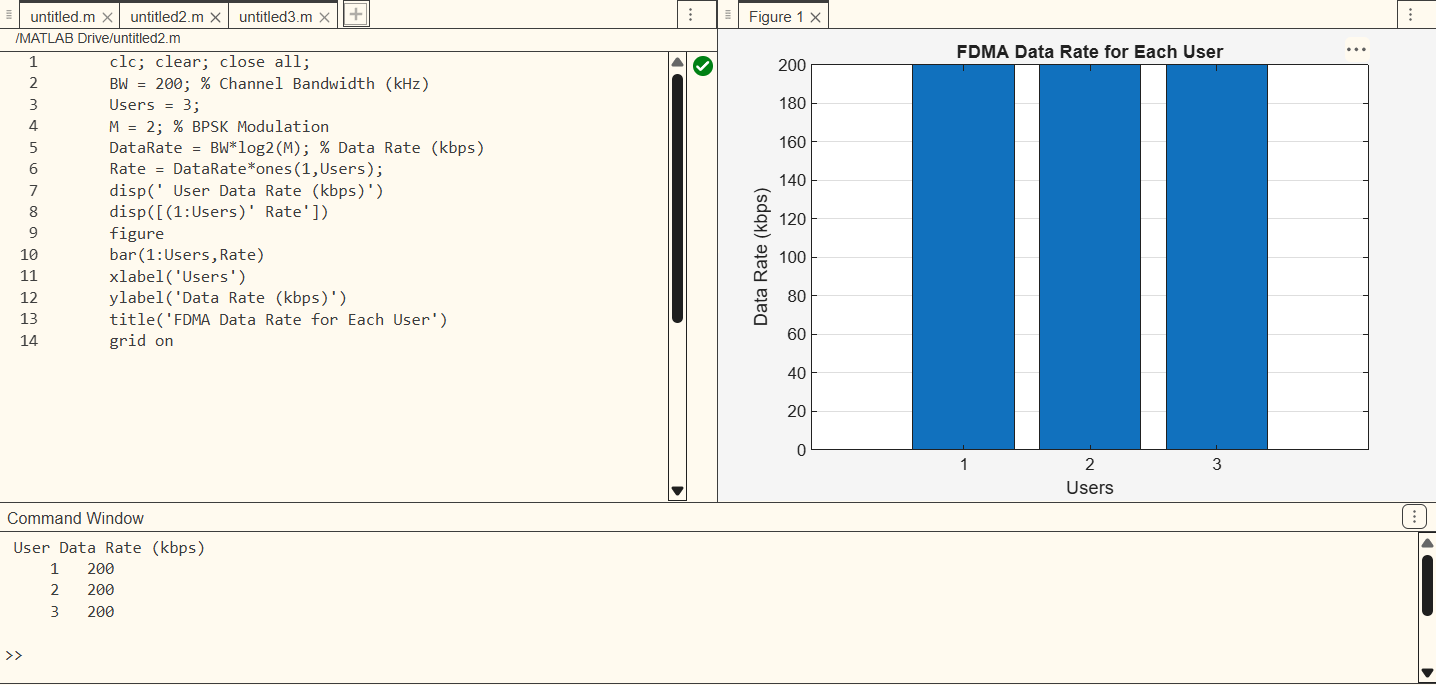 untitled.m
untitled2.m
untitled3.m
/MATLAB Drive/untitled2.m
1 clc; clear; close all;
2 BW = 200; % Channel Bandwidth (kHz)
3 Users = 3;
4 M = 2; % BPSK Modulation
5 DataRate = BW*log2(M); % Data Rate (kbps)
6 Rate = DataRate*ones(1,Users);
7 disp(' User Data Rate (kbps)')
8 disp([(1:Users)' Rate'])
9 figure
10 bar(1:Users,Rate)
11 xlabel('Users')
12 ylabel('Data Rate (kbps)')
13 title('FDMA Data Rate for Each User')
14 grid on
Figure 1
FDMA Data Rate for Each User
200
180
160
140
120
100
80
60
40
20
0
Data Rate (kbps)
1 2 3
Users
Command Window
User Data Rate (kbps)
1 200
2 200
3 200
>>